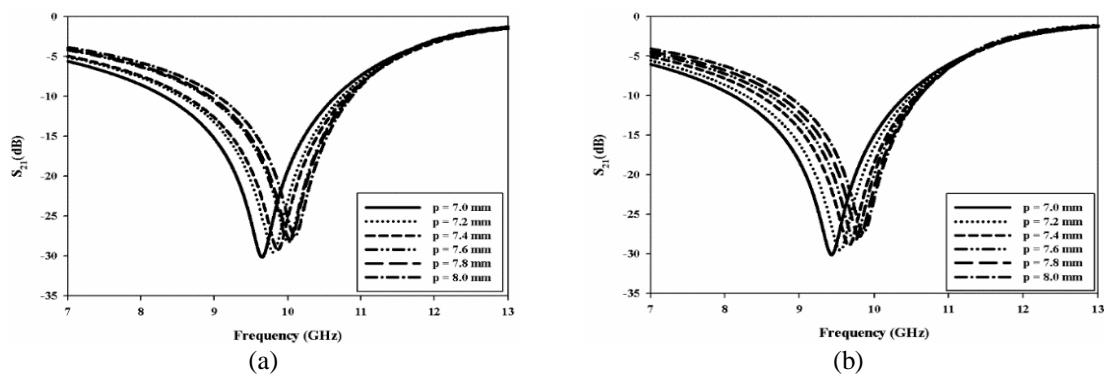 S21(dB)
0
-5
-10
-15
-20
-25
-30
-35
p = 7.0 mm
p = 7.2 mm
p = 7.4 mm
p = 7.6 mm
p = 7.8 mm
p = 8.0 mm
7 8 9 10 11 12 13
Frequency (GHz)
(a)
S21(dB)
0
-5
-10
-15
-20
-25
-30
35
p = 7.0 mm
p = 7.2 mm
p = 7.4 mm
p = 7.6 mm
p = 7.8 mm
p = 8.0 mm
7 8 9 10 11 12 13
Frequency (GHz)
(b)